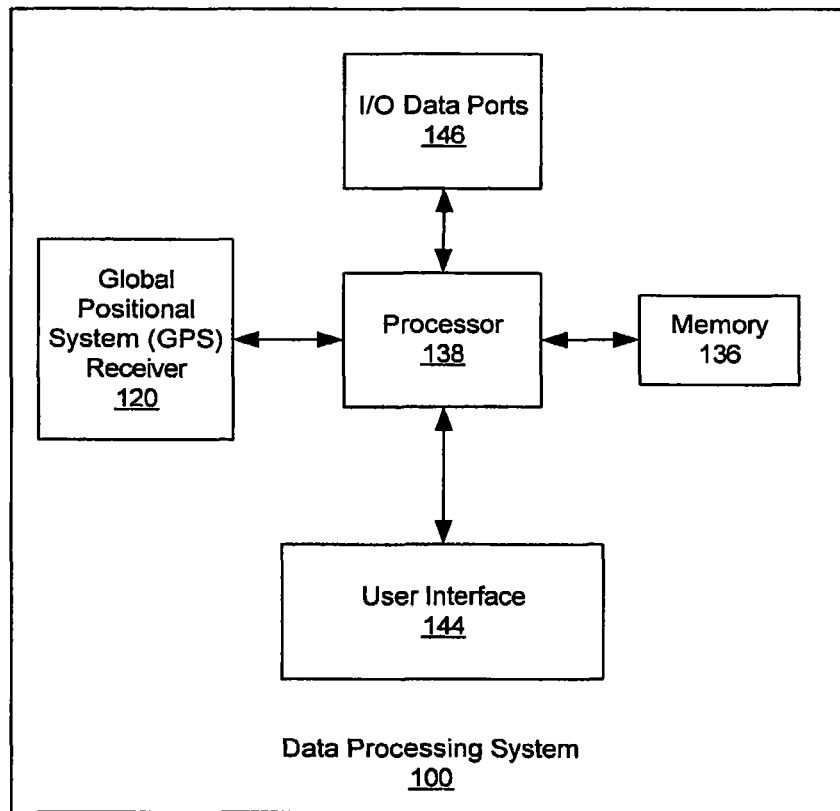 I/O Data Ports
146
Global
Positional
System (GPS)
Receiver
120
Processor
138
Memory
136
User Interface
144
Data Processing System
100